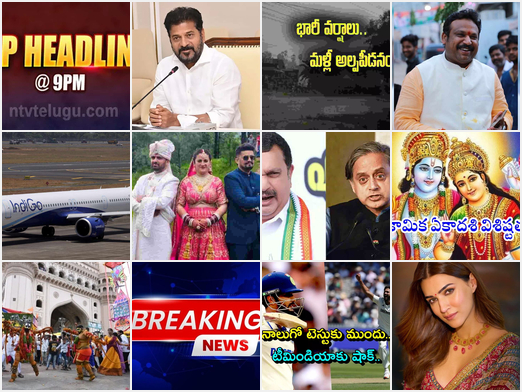 P HEADLIN
@ 9PM
ntvtelugu.com
భారీ వర్షాలు..
మళ్లీ అల్పపీడనం
IndiGo
ామిక ఏకాదశి విశిష్టత
BREAKING
NEWS
నాలుగో టెస్టుకు ముందు..
టీమిండియాకు షాక్..